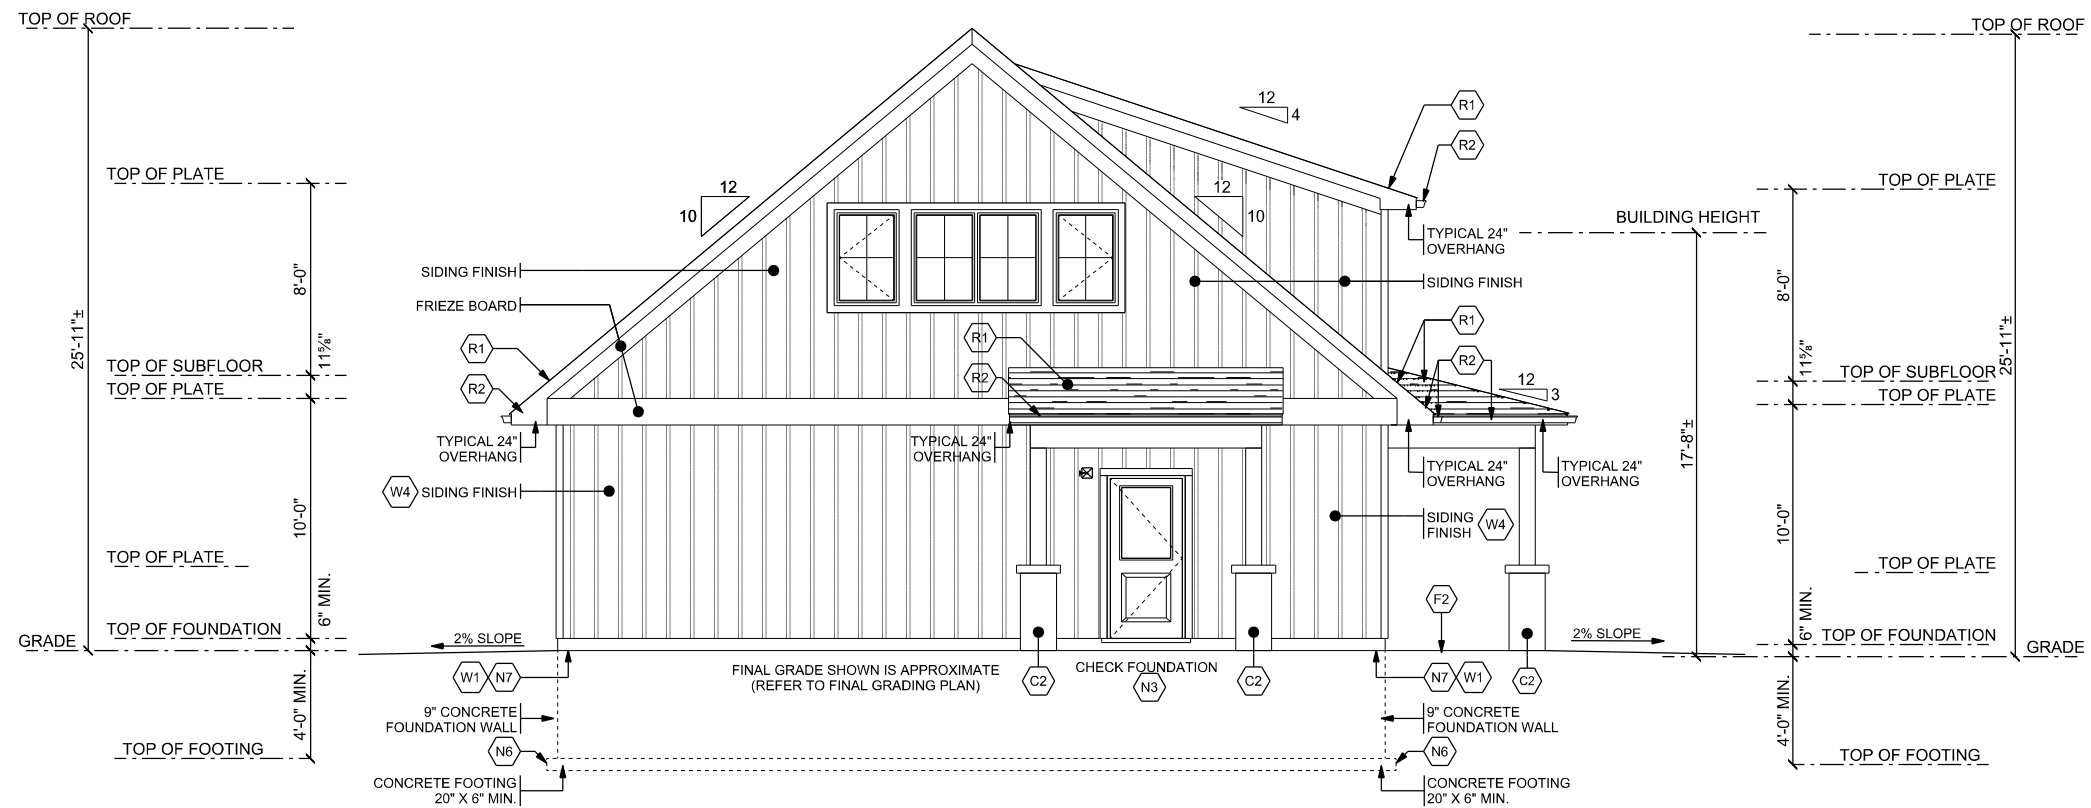 TOP OF ROOF
TOP OF ROOF
12
4
R1
R2
TOP OF PLATE
TOP OF PLATE
12
10
12
10
BUILDING HEIGHT
TYPICAL 24"
OVERHANG
SIDING FINISH
SIDING FINISH
8'-0"
8'-0"
FRIEZE BOARD
25'-11"±
25'-11"±
R1
R1
R1
11⅝"
11⅝"
TOP OF SUBFLOOR
TOP OF SUBFLOOR
R2
R2
R2
12
3
TOP OF PLATE
TOP OF PLATE
TYPICAL 24"
OVERHANG
TYPICAL 24"
OVERHANG
TYPICAL 24"
OVERHANG
TYPICAL 24"
OVERHANG
17'-8"±
W4
SIDING FINISH
SIDING
FINISH
W4
10'-0"
10'-0"
TOP OF PLATE
TOP OF PLATE
6" MIN.
6" MIN.
F2
TOP OF FOUNDATION
TOP OF FOUNDATION
GRADE
GRADE
2% SLOPE
2% SLOPE
W1
N7
FINAL GRADE SHOWN IS APPROXIMATE
(REFER TO FINAL GRADING PLAN)
C2
CHECK FOUNDATION
N3
C2
N7
W1
C2
4'-0" MIN.
4'-0" MIN.
9" CONCRETE
FOUNDATION WALL
9" CONCRETE
FOUNDATION WALL
TOP OF FOOTING
TOP OF FOOTING
N6
N6
CONCRETE FOOTING
20" X 6" MIN.
CONCRETE FOOTING
20" X 6" MIN.